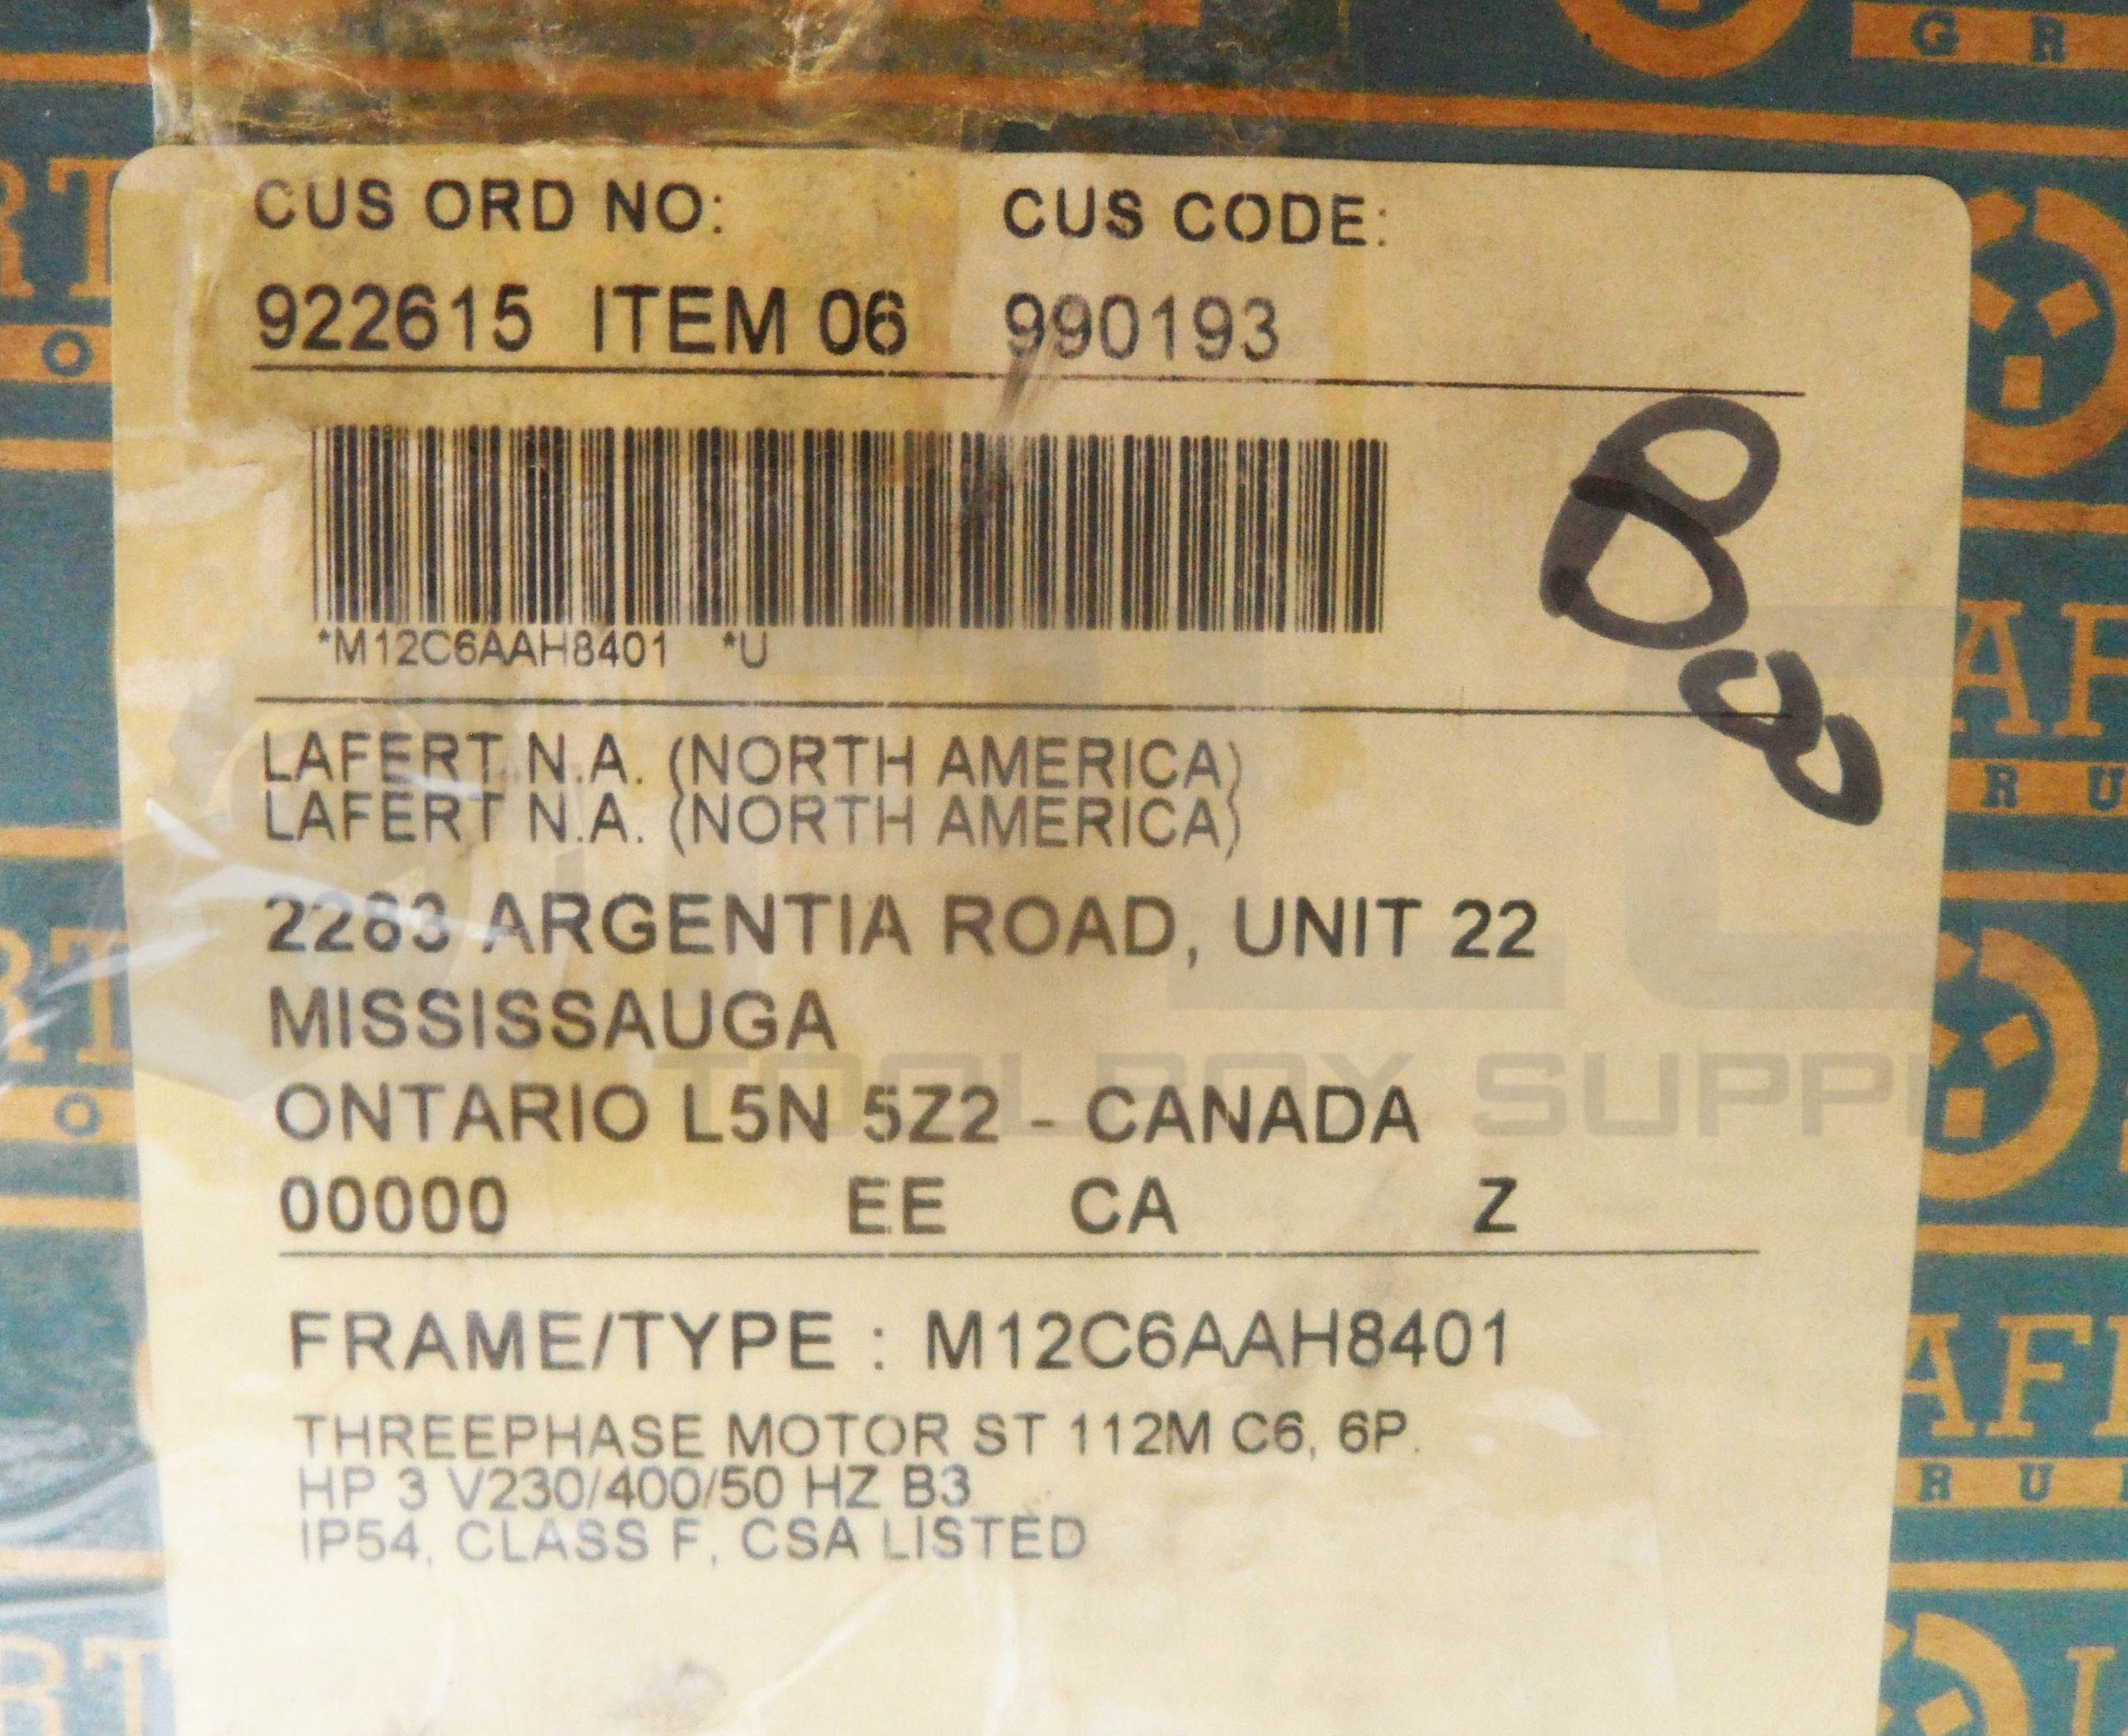 G R
CUS ORD NO: CUS CODE:
922615 ITEM 06 990193
*M12C6AAH8401 *U
LAFERT N.A. (NORTH AMERICA)
LAFERT N.A. (NORTH AMERICA)
2283 ARGENTIA ROAD, UNIT 22
MISSISSAUGA
ONTARIO L5N 5Z2 - CANADA
00000 EE CA Z
FRAME/TYPE : M12C6AAH8401
THREEPHASE MOTOR ST 112M C6, 6P.
HP 3 V230/400/50 HZ B3
IP54, CLASS F, CSA LISTED
TOOLBOX SUPP